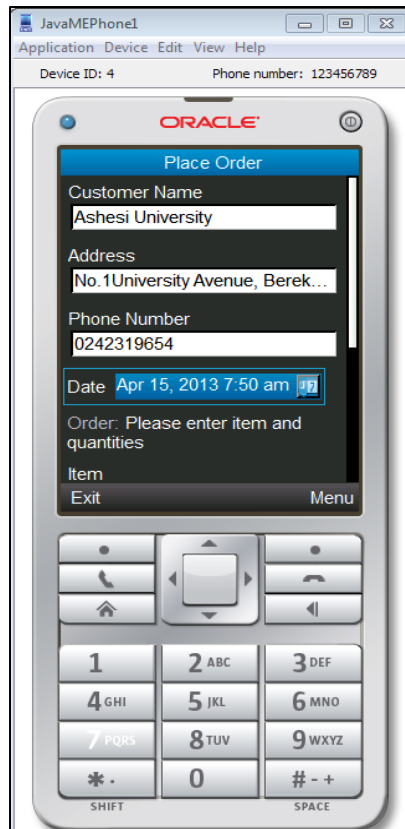 JavaMEPhone1
Application Device Edit View Help
Device ID: 4 Phone number: 123456789
ORACLE
Place Order
Customer Name
Ashesi University
Address
No.1University Avenue, Berek...
Phone Number
0242319654
Date Apr 15, 2013 7:50 am
Order: Please enter item and
quantities
Item
Exit Menu
1 2 ABC 3 DEF
4 GHI 5 JKL 6 MNO
7 PQRS 8 TUV 9 WXYZ
* . 0 # - +
SHIFT SPACE